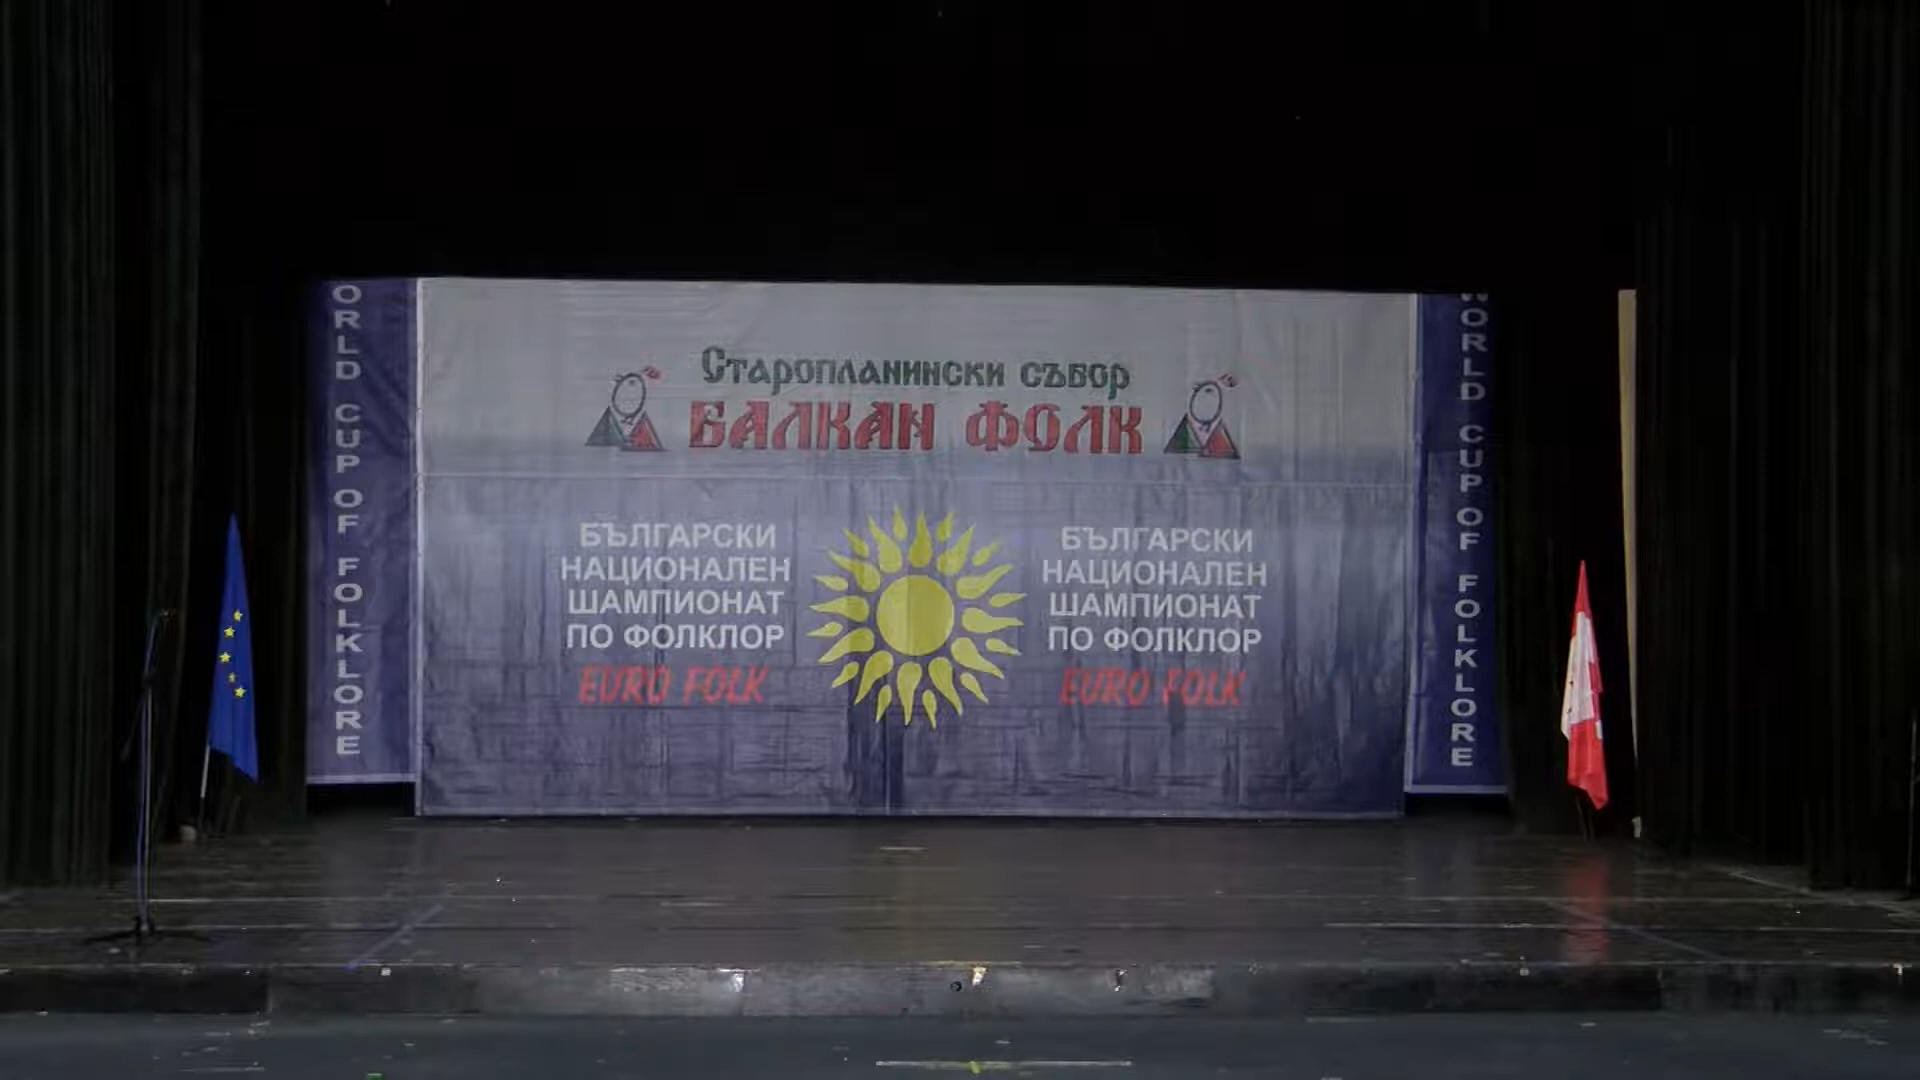 ORLD CUP OF FOLKLORE
Старопланински събор
БАЛКАН ФОЛК
БЪЛГАРСКИ
НАЦИОНАЛЕН
ШАМПИОНАТ
ПО ФОЛКЛОР
EURO FOLK
БЪЛГАРСКИ
НАЦИОНАЛЕН
ШАМПИОНАТ
ПО ФОЛКЛОР
EURO FOLK
WORLD CUP OF FOLKLORE